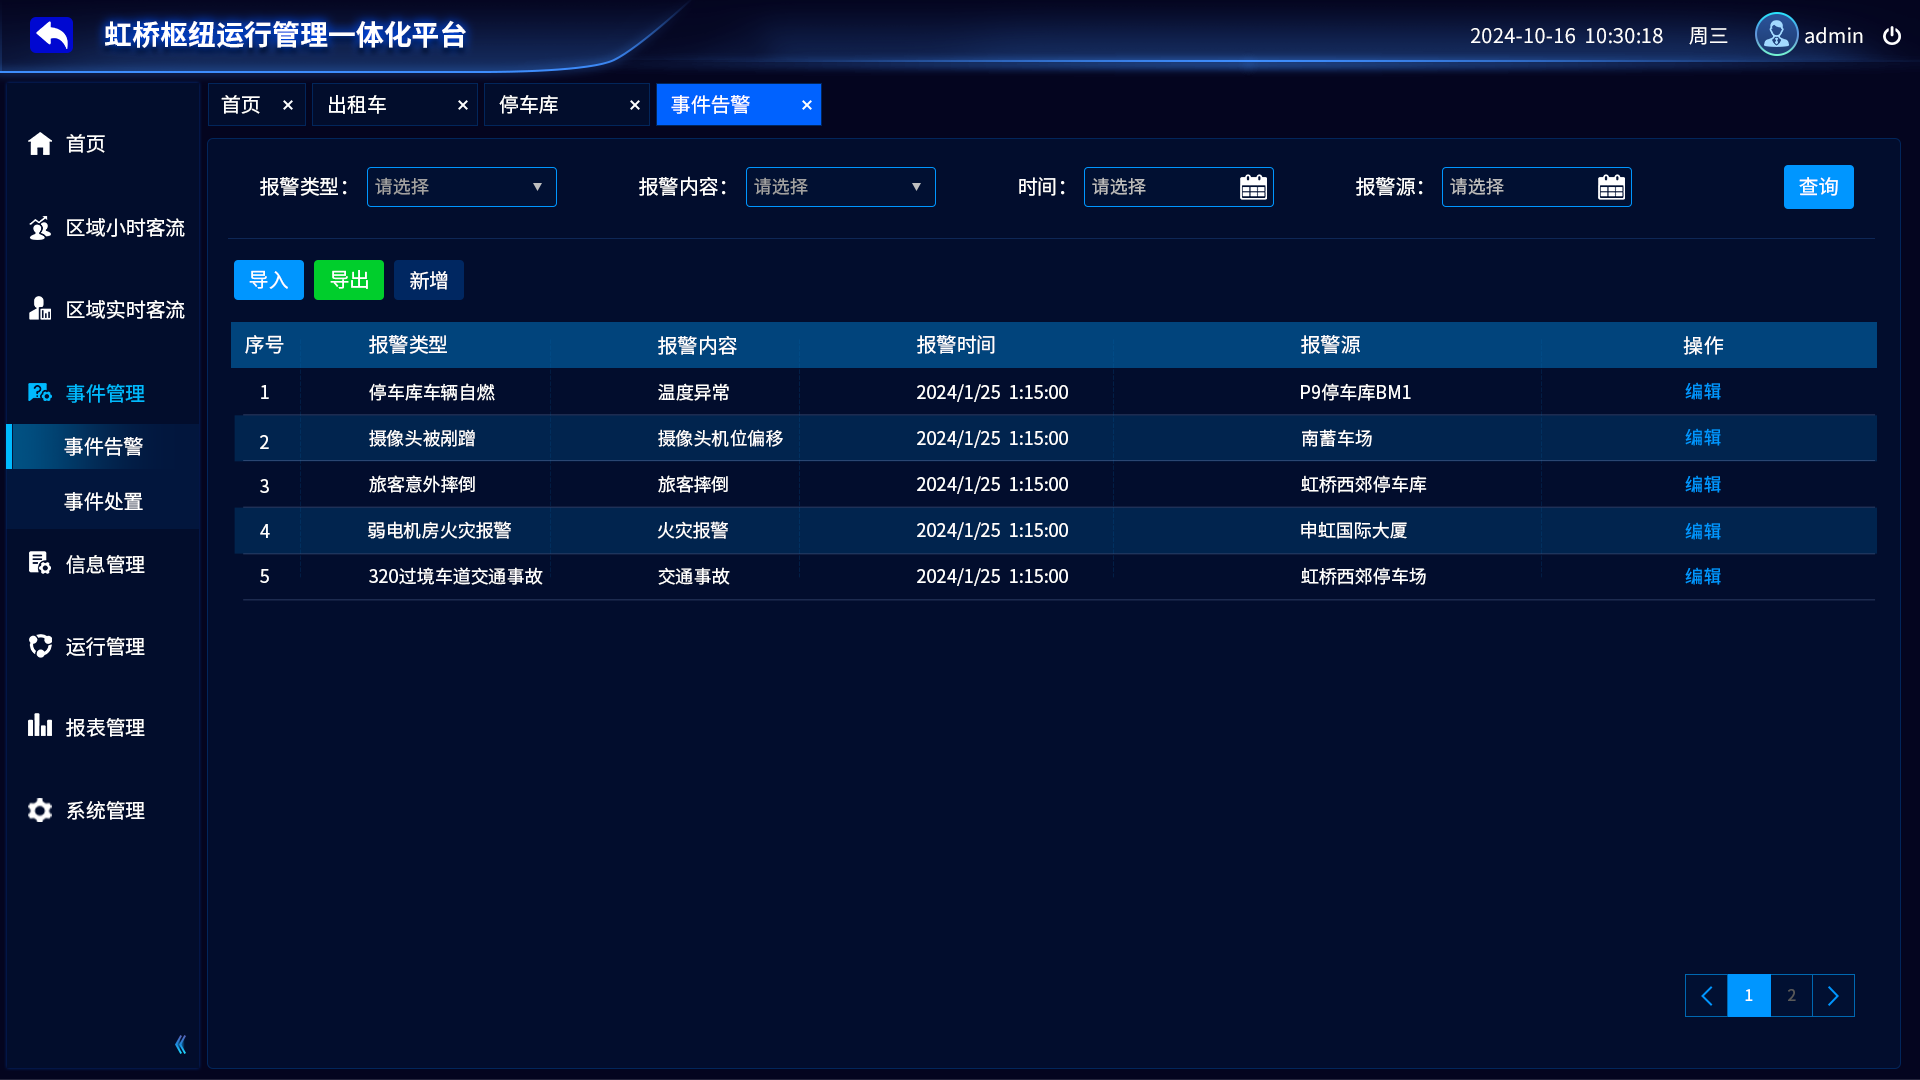 虹桥枢纽运行管理一体化平台
2024-10-16 10:30:18 周三 admin
首页 × 出租车 × 停车库 × 事件告警 ×
首页
区域小时客流
区域实时客流
事件管理
事件告警
事件处置
信息管理
运行管理
报表管理
系统管理
报警类型： 请选择 报警内容： 请选择 时间： 请选择 报警源： 请选择 查询
导入 导出 新增
序号 报警类型 报警内容 报警时间 报警源 操作
1 停车库车辆自燃 温度异常 2024/1/25 1:15:00 P9停车库BM1 编辑
2 摄像头被剐蹭 摄像头机位偏移 2024/1/25 1:15:00 南蓄车场 编辑
3 旅客意外摔倒 旅客摔倒 2024/1/25 1:15:00 虹桥西郊停车库 编辑
4 弱电机房火灾报警 火灾报警 2024/1/25 1:15:00 申虹国际大厦 编辑
5 320过境车道交通事故 交通事故 2024/1/25 1:15:00 虹桥西郊停车场 编辑
1 2